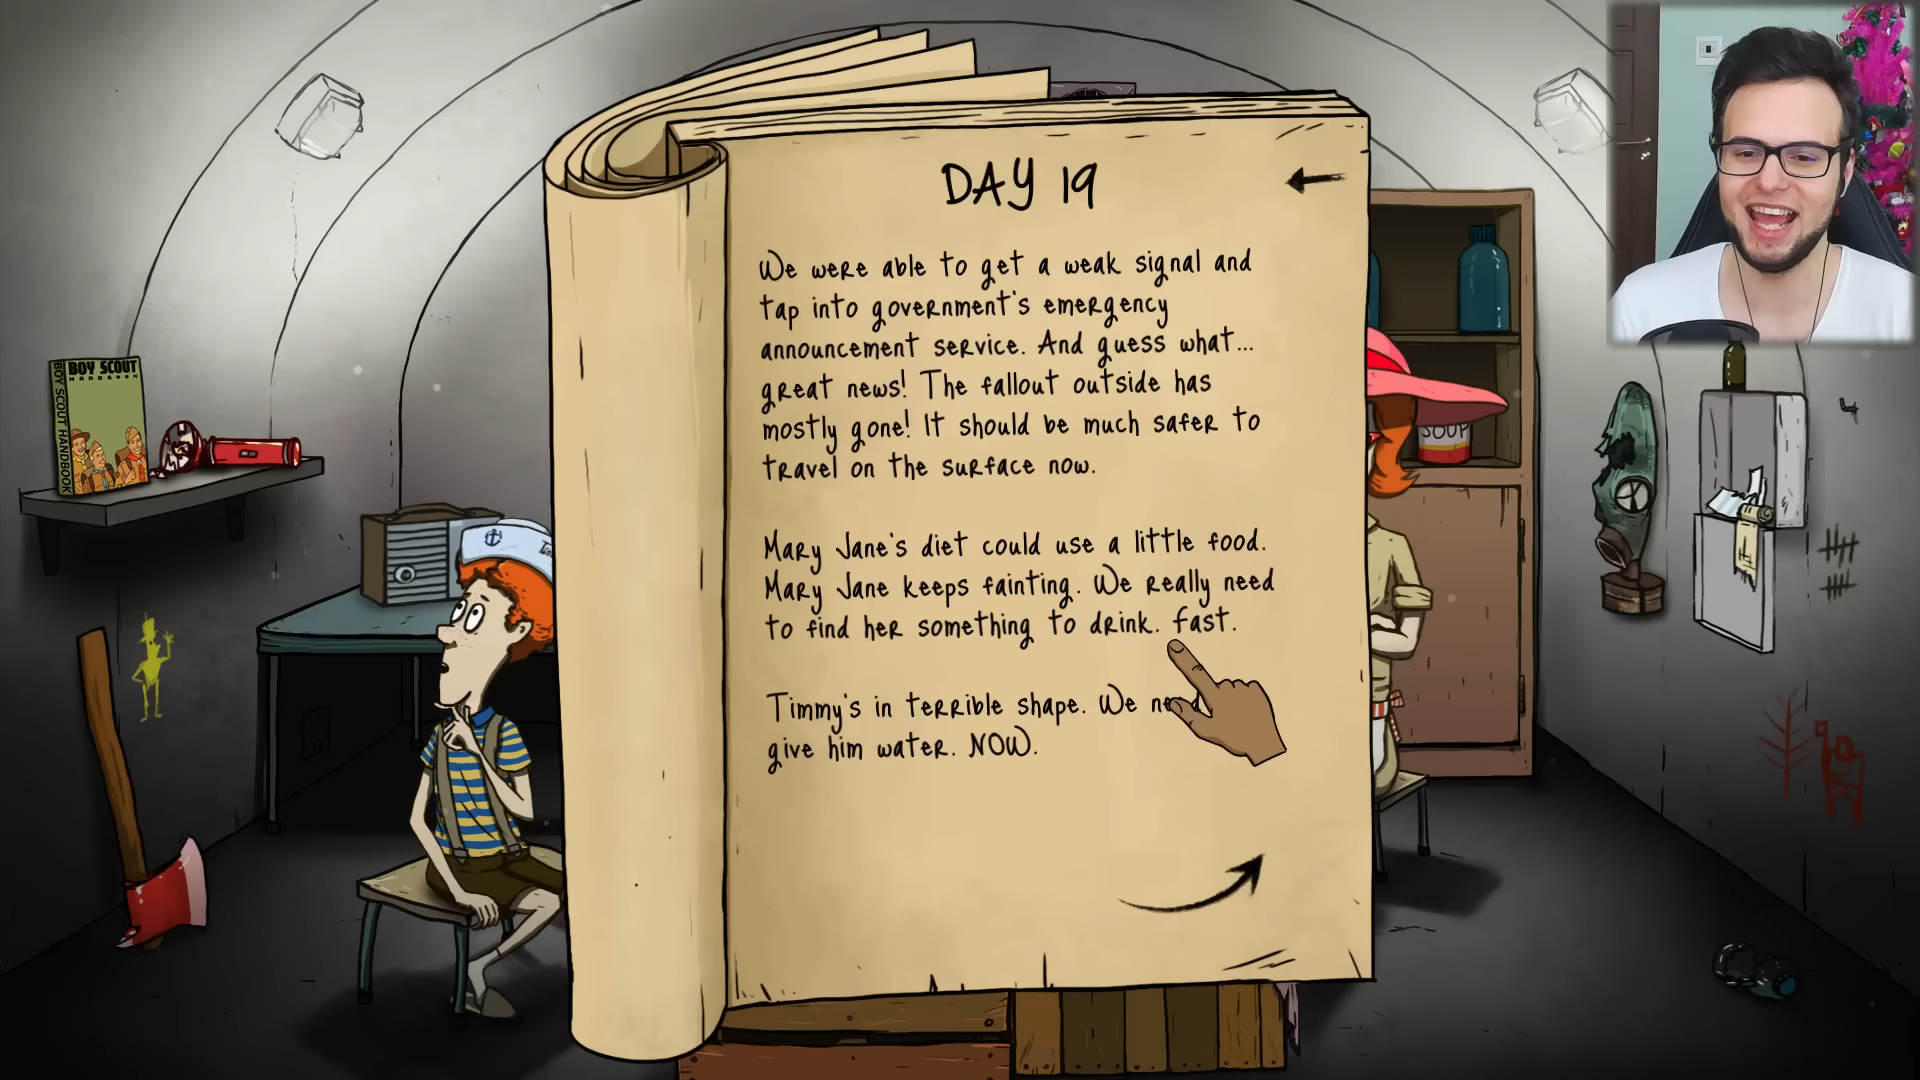 DAY 19
We were able to get a weak signal and
tap into government's emergency
announcement service. And guess what...
great news! The fallout outside has
mostly gone! It should be much safer to
travel on the surface now.
Mary Jane's diet could use a little food.
Mary Jane keeps fainting. We really need
to find her something to drink. Fast.
Timmy's in terrible shape. We
give him water. NOW.
BOY SCOUT
HANDBOOK
BOY SCOUT HANDBOOK
SOUP